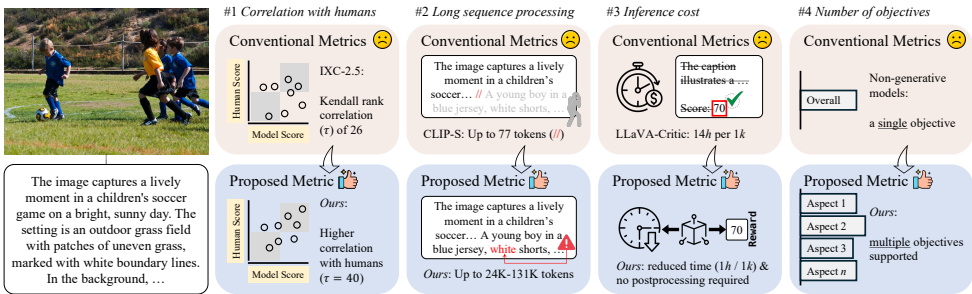 #1 Correlation with humans
#2 Long sequence processing
#3 Inference cost
#4 Number of objectives
Conventional Metrics
Human Score
Model Score
IXC-2.5:
Kendall rank
correlation
(τ) of 26
Conventional Metrics
The image captures a lively
moment in a children's
soccer… // A young boy in a
blue jersey, white shorts, …
CLIP-S: Up to 77 tokens (//)
Conventional Metrics
The caption
illustrates a …
Score: 70
LLaVA-Critic: 14h per 1k
Conventional Metrics
Overall
Non-generative
models:
a single objective
The image captures a lively
moment in a children's soccer
game on a bright, sunny day. The
setting is an outdoor grass field
with patches of uneven grass,
marked with white boundary lines.
In the background, …
Proposed Metric
Human Score
Model Score
Ours:
Higher
correlation
with humans
(τ = 40)
Proposed Metric
The image captures a lively
moment in a children's
soccer… A young boy in a
blue jersey, white shorts, …
Ours: Up to 24K-131K tokens
Proposed Metric
70
Reward
Ours: reduced time (1h / 1k) &
no postprocessing required
Proposed Metric
Aspect 1
Aspect 2
Aspect 3
Aspect n
Ours:
multiple objectives
supported